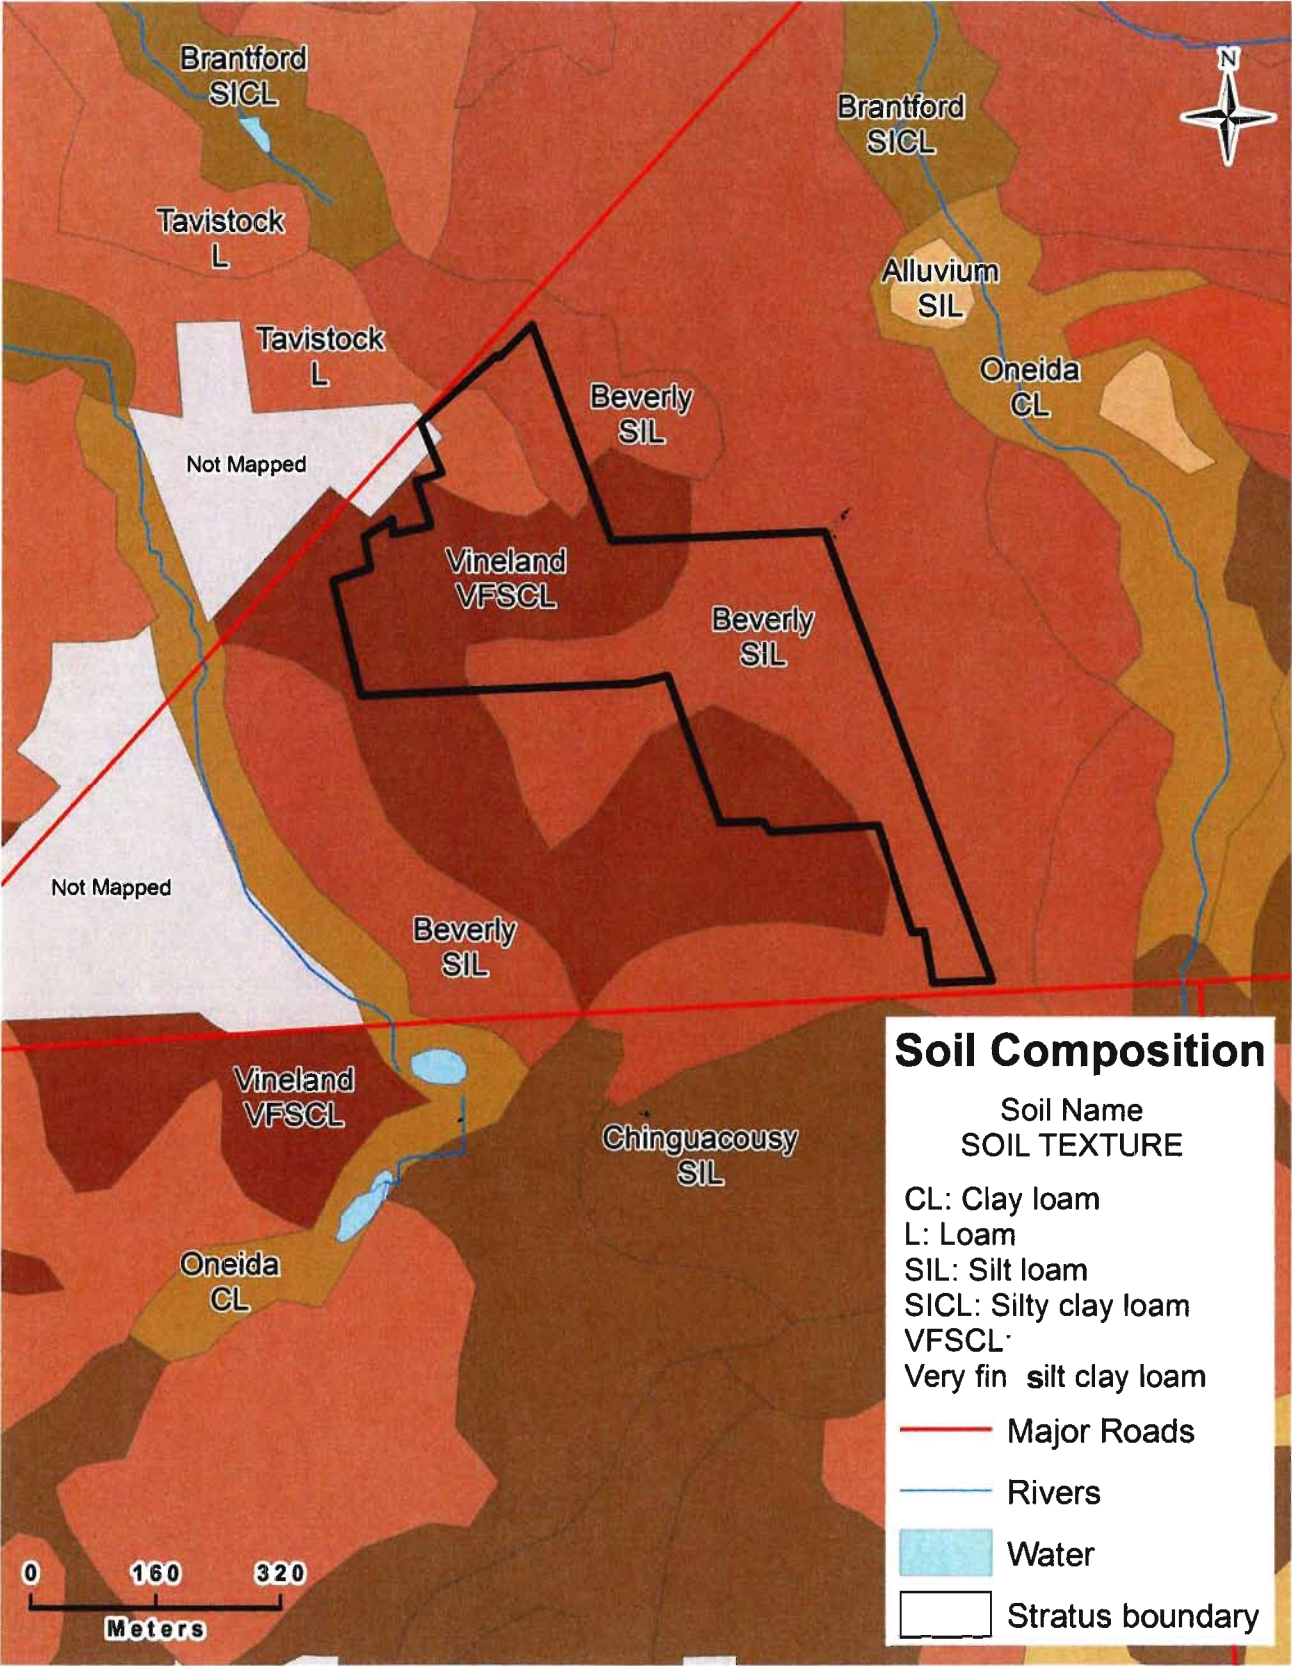 Brantford
SICL
N
Brantford
SICL
Tavistock
L
Alluvium
SIL
Tavistock
L
Oneida
CL
Beverly
SIL
Not Mapped
Vineland
VFSCL
Beverly
SIL
Not Mapped
Beverly
SIL
Vineland
VFSCL
Chinguacousy
SIL
Oneida
CL
Soil Composition
Soil Name
SOIL TEXTURE
CL: Clay loam
L: Loam
SIL: Silt loam
SICL: Silty clay loam
VFSCL·
Very fin silt clay loam
Major Roads
Rivers
Water
Stratus boundary
0 160 320
Meters